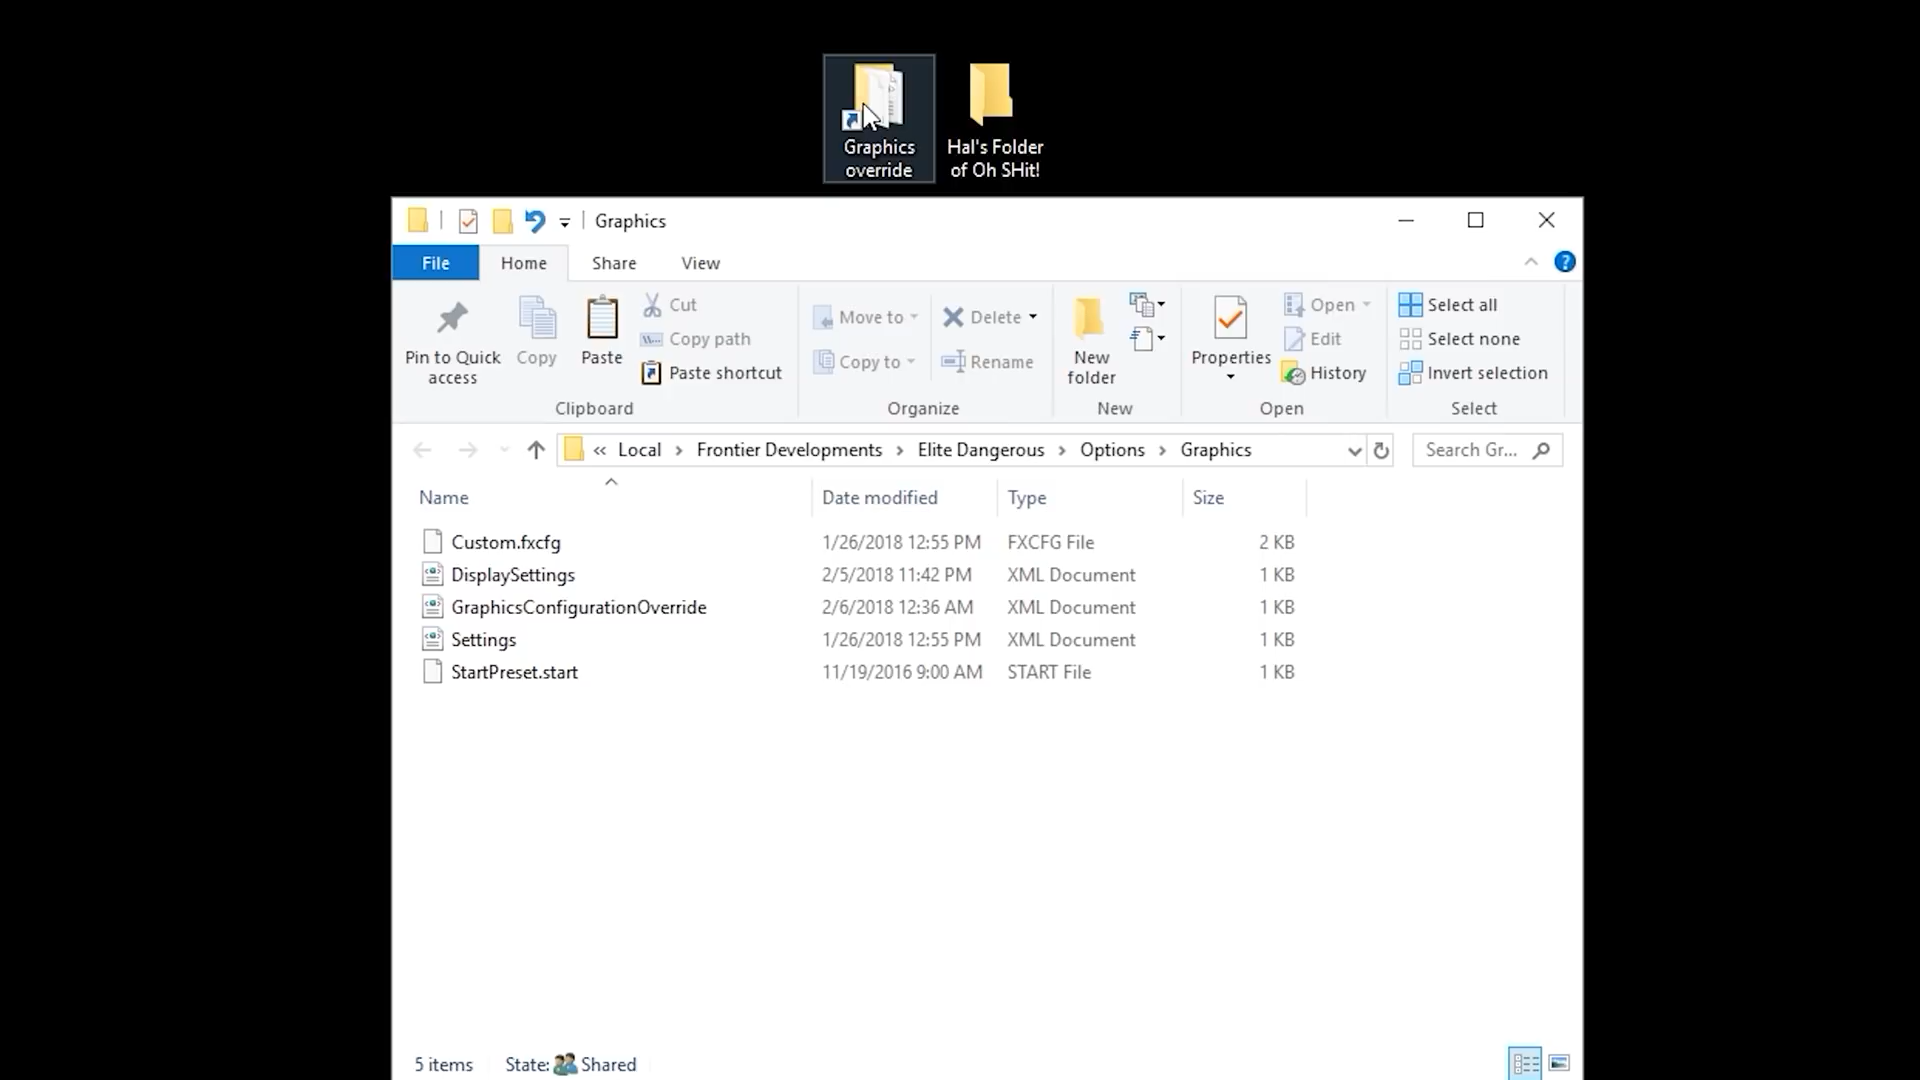 Graphics
override
Hal's Folder
of Oh SHit!
Graphics
File Home Share View
Pin to Quick
access
Copy
Paste
Cut
Copy path
Paste shortcut
Clipboard
Move to
Copy to
Delete
Rename
Organize
New
folder
New
Properties
Open
Edit
History
Open
Select all
Select none
Invert selection
Select
« Local > Frontier Developments > Elite Dangerous > Options > Graphics
Search Gr...
Name Date modified Type Size
Custom.fxcfg 1/26/2018 12:55 PM FXCFG File 2 KB
DisplaySettings 2/5/2018 11:42 PM XML Document 1 KB
GraphicsConfigurationOverride 2/6/2018 12:36 AM XML Document 1 KB
Settings 1/26/2018 12:55 PM XML Document 1 KB
StartPreset.start 11/19/2016 9:00 AM START File 1 KB
5 items State: Shared